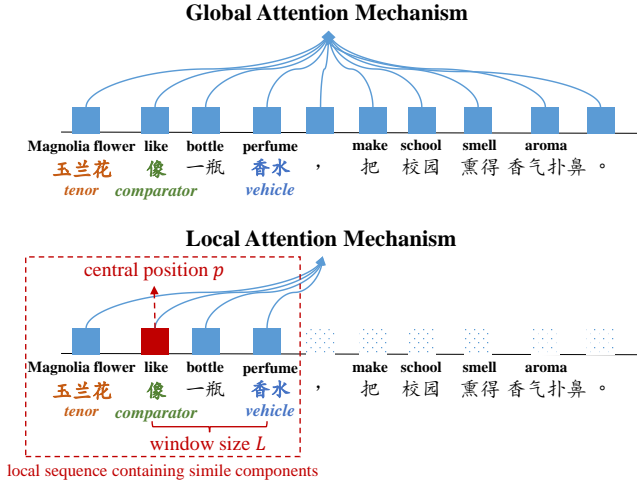 Global Attention Mechanism
Magnolia flower like bottle perfume make school smell aroma
玉兰花 像 一瓶 香水 ， 把 校园 熏得 香气扑鼻 。
tenor comparator vehicle
Local Attention Mechanism
central position p
Magnolia flower like bottle perfume make school smell aroma
玉兰花 像 一瓶 香水 ， 把 校园 熏得 香气扑鼻 。
tenor comparator vehicle
window size L
local sequence containing simile components